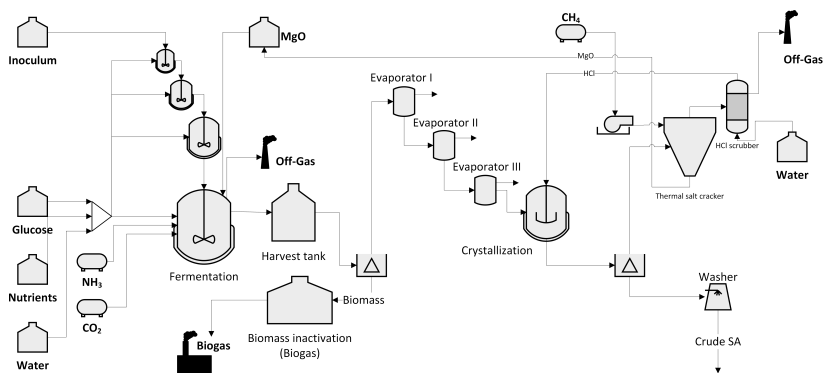 CH4
MgO
Inoculum
MgO
Off-Gas
Evaporator I
HCl
Evaporator II
Off-Gas
HCl scrubber
Evaporator III
Water
Thermal salt cracker
Glucose
Harvest tank
Crystallization
Fermentation
NH3
Washer
Nutrients
Biomass
CO2
Biogas
Biomass inactivation
(Biogas)
Crude SA
Water